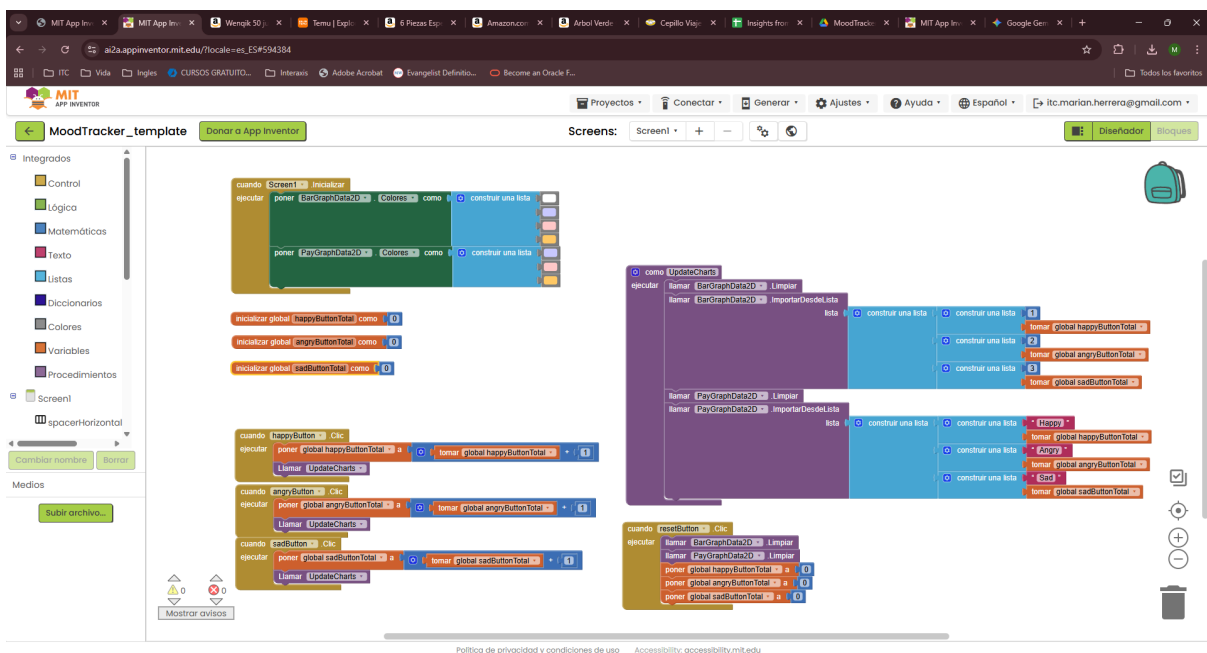 MIT App Inv
MIT App Inv
Wenqik 50 ju
Temu | Explo
6 Piezas Esp
Amazon.com
Arbol Verde
Cepillo Viaje
Insights from
MoodTracke
MIT App Inv
Google Gem
ai2a.appinventor.mit.edu/?locale=es_ES#594384
M
ITC
Vida
Ingles
CURSOS GRATUITO...
Interaxis
Adobe Acrobat
Evangelist Definitio...
Become an Oracle F...
Todos los favoritos
MIT
APP INVENTOR
Proyectos
Conectar
Generar
Ajustes
Ayuda
Español
itc.marian.herrera@gmail.com
MoodTracker_template
Donar a App Inventor
Screens:
Screen1
Diseñador
Bloques
Integrados
Control
Lógica
Matemáticas
Texto
Listas
Diccionarios
Colores
Variables
Procedimientos
Screen1
spacerHorizontal
Cambiar nombre
Borrar
Medios
Subir archivo...
cuando Screen1 .Inicializar
ejecutar poner BarGraphData2D . Colores como construir una lista
poner PayGraphData2D . Colores como construir una lista
inicializar global happyButtonTotal como 0
inicializar global angryButtonTotal como 0
inicializar global sadButtonTotal como 0
cuando happyButton .Clic
ejecutar poner global happyButtonTotal a tomar global happyButtonTotal + 1
Llamar UpdateCharts
cuando angryButton .Clic
ejecutar poner global angryButtonTotal a tomar global angryButtonTotal + 1
Llamar UpdateCharts
cuando sadButton .Clic
ejecutar poner global sadButtonTotal a tomar global sadButtonTotal + 1
Llamar UpdateCharts
como UpdateCharts
ejecutar llamar BarGraphData2D .Limpiar
llamar BarGraphData2D .ImportarDesdeLista
lista construir una lista construir una lista 1
tomar global happyButtonTotal
construir una lista 2
tomar global angryButtonTotal
construir una lista 3
tomar global sadButtonTotal
llamar PayGraphData2D .Limpiar
llamar PayGraphData2D .ImportarDesdeLista
lista construir una lista construir una lista " Happy "
tomar global happyButtonTotal
construir una lista " Angry "
tomar global angryButtonTotal
construir una lista " Sad "
tomar global sadButtonTotal
cuando resetButton .Clic
ejecutar llamar BarGraphData2D .Limpiar
llamar PayGraphData2D .Limpiar
poner global happyButtonTotal a 0
poner global angryButtonTotal a 0
poner global sadButtonTotal a 0
0
0
Mostrar avisos
Política de privacidad y condiciones de uso
Accessibility: accessibility.mit.edu